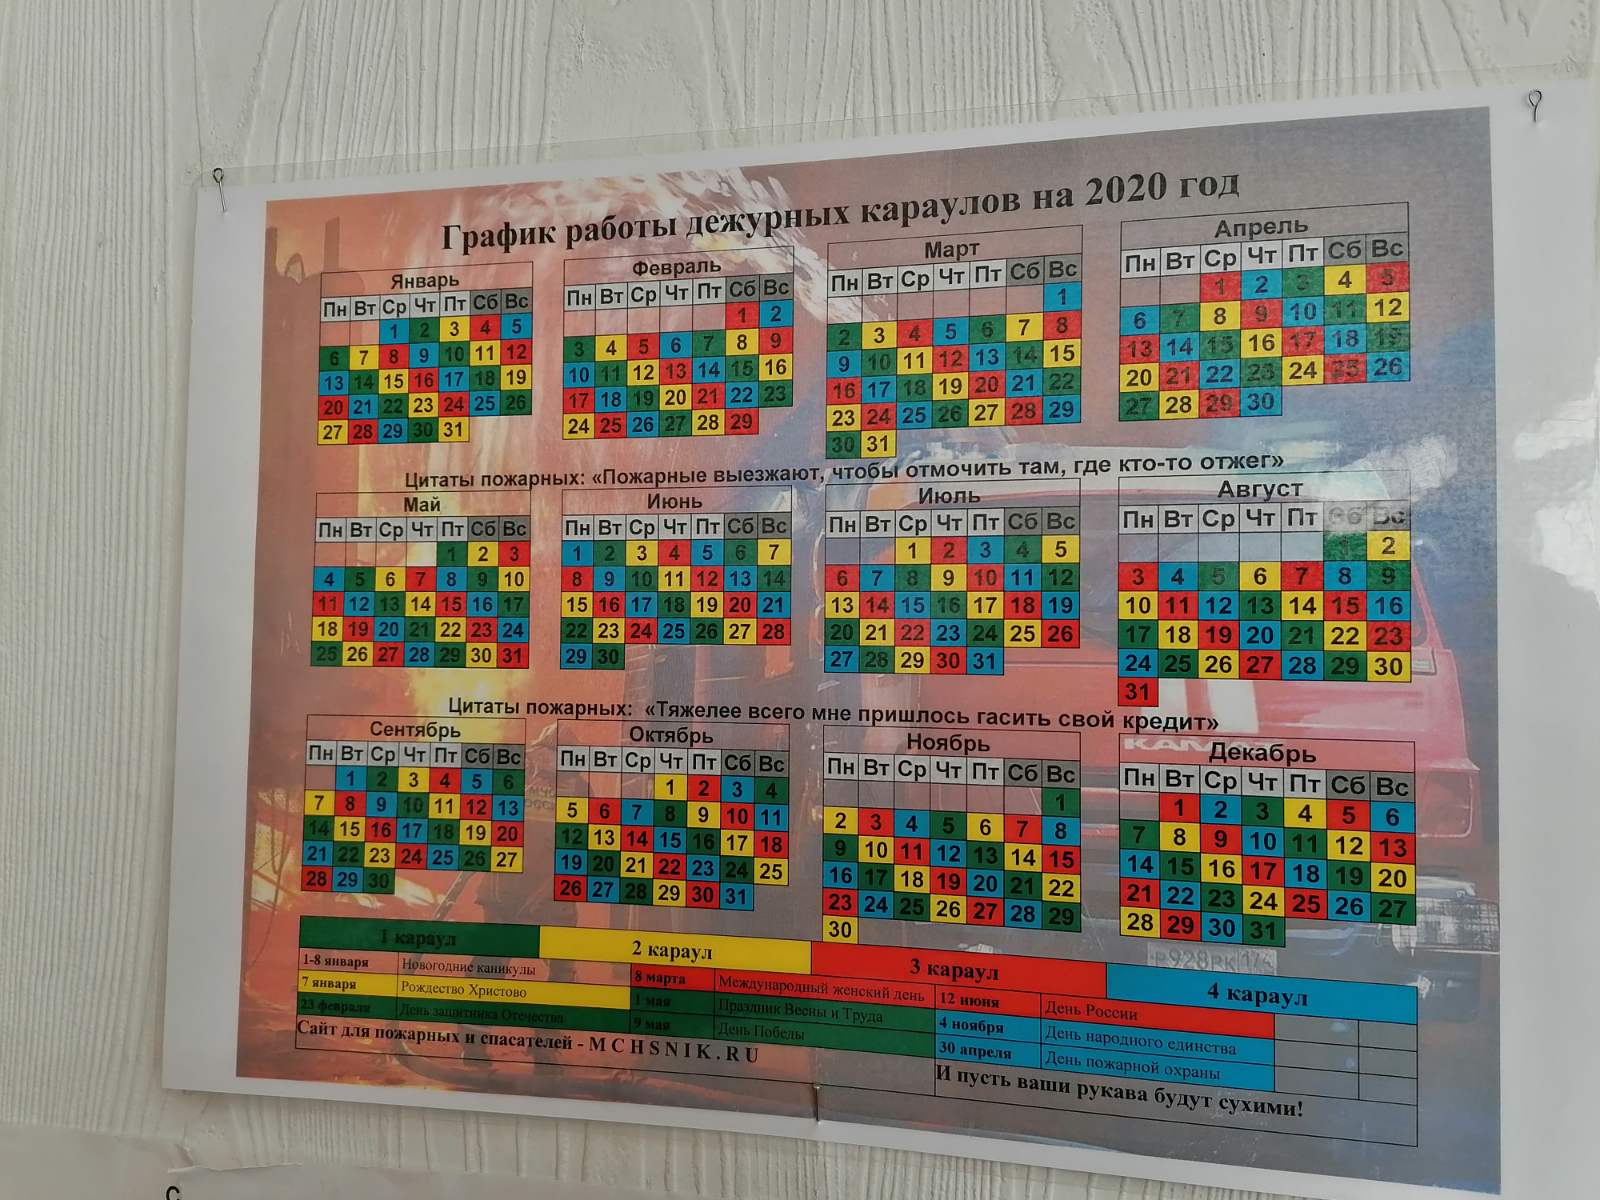 График работы дежурных караулов на 2020 год
Январь
Пн Вт Ср Чт Пт Сб Вс
1 2 3 4 5
6 7 8 9 10 11 12
13 14 15 16 17 18 19
20 21 22 23 24 25 26
27 28 29 30 31
Февраль
Пн Вт Ср Чт Пт Сб Вс
1 2
3 4 5 6 7 8 9
10 11 12 13 14 15 16
17 18 19 20 21 22 23
24 25 26 27 28 29
Март
Пн Вт Ср Чт Пт Сб Вс
1
2 3 4 5 6 7 8
9 10 11 12 13 14 15
16 17 18 19 20 21 22
23 24 25 26 27 28 29
30 31
Апрель
Пн Вт Ср Чт Пт Сб Вс
1 2 3 4 5
6 7 8 9 10 11 12
13 14 15 16 17 18 19
20 21 22 23 24 25 26
27 28 29 30
Цитаты пожарных: «Пожарные выезжают, чтобы отмочить там, где кто-то отжег»
Май
Пн Вт Ср Чт Пт Сб Вс
1 2 3
4 5 6 7 8 9 10
11 12 13 14 15 16 17
18 19 20 21 22 23 24
25 26 27 28 29 30 31
Июнь
Пн Вт Ср Чт Пт Сб Вс
1 2 3 4 5 6 7
8 9 10 11 12 13 14
15 16 17 18 19 20 21
22 23 24 25 26 27 28
29 30
Июль
Пн Вт Ср Чт Пт Сб Вс
1 2 3 4 5
6 7 8 9 10 11 12
13 14 15 16 17 18 19
20 21 22 23 24 25 26
27 28 29 30 31
Август
Пн Вт Ср Чт Пт Сб Вс
1 2
3 4 5 6 7 8 9
10 11 12 13 14 15 16
17 18 19 20 21 22 23
24 25 26 27 28 29 30
31
Цитаты пожарных: «Тяжелее всего мне пришлось гасить свой кредит»
Сентябрь
Пн Вт Ср Чт Пт Сб Вс
1 2 3 4 5 6
7 8 9 10 11 12 13
14 15 16 17 18 19 20
21 22 23 24 25 26 27
28 29 30
Октябрь
Пн Вт Ср Чт Пт Сб Вс
1 2 3 4
5 6 7 8 9 10 11
12 13 14 15 16 17 18
19 20 21 22 23 24 25
26 27 28 29 30 31
Ноябрь
Пн Вт Ср Чт Пт Сб Вс
1
2 3 4 5 6 7 8
9 10 11 12 13 14 15
16 17 18 19 20 21 22
23 24 25 26 27 28 29
30
Декабрь
Пн Вт Ср Чт Пт Сб Вс
1 2 3 4 5 6
7 8 9 10 11 12 13
14 15 16 17 18 19 20
21 22 23 24 25 26 27
28 29 30 31
1 караул 2 караул 3 караул 4 караул
1-8 января Новогодние каникулы
7 января Рождество Христово
23 февраля День защитника Отечества
8 марта Международный женский день
1 мая Праздник Весны и Труда
9 мая День Победы
12 июня День России
4 ноября День народного единства
30 апреля День пожарной охраны
Сайт для пожарных и спасателей - MCHSNIK.RU
И пусть ваши рукава будут сухими!